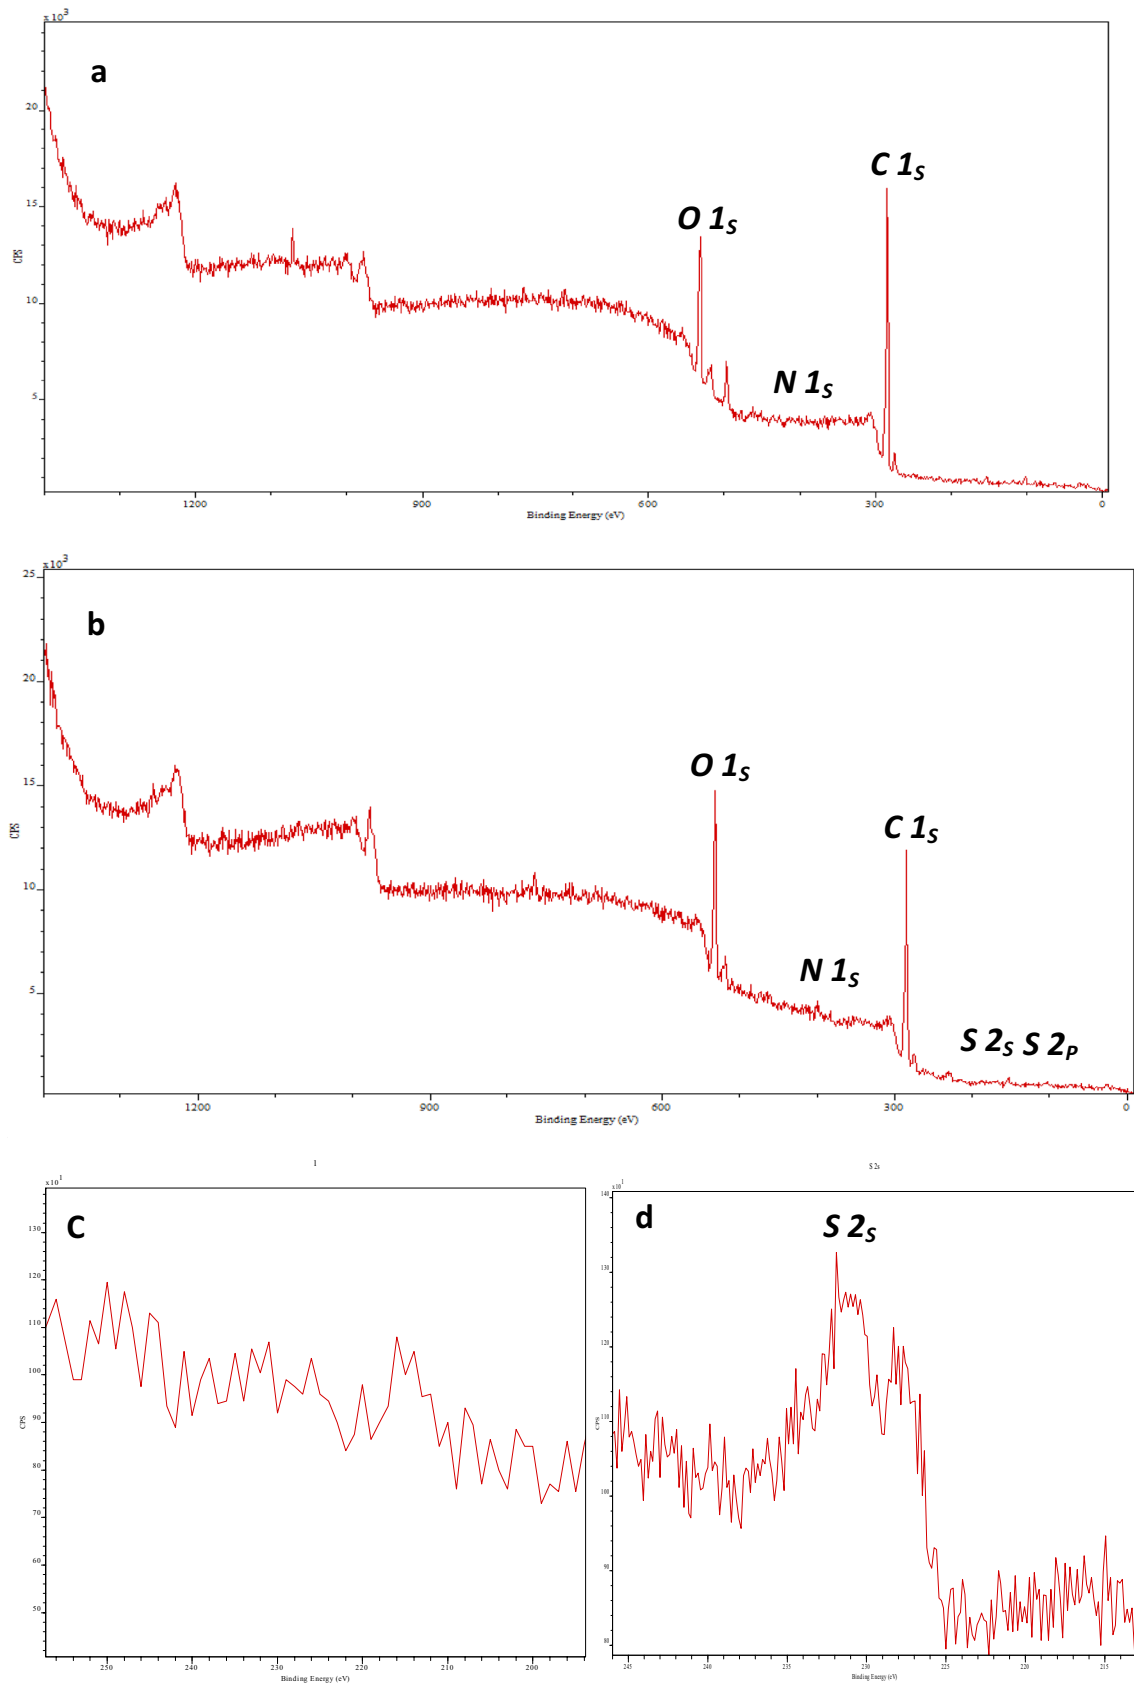 x10³
a
20
15
10
5
CPS
C 1S
O 1S
N 1S
1200 900 600 300 0
Binding Energy (eV)
x10³
25
b
20
15
10
5
CPS
O 1S
C 1S
N 1S
S 2S S 2P
1200 900 600 300 0
Binding Energy (eV)
1
x10¹
C
130
120
110
100
90
80
70
60
50
CPS
250 240 230 220 210 200
Binding Energy (eV)
S 2s
x10¹
d
S 2S
140
130
120
110
100
90
80
CPS
245 240 235 230 225 220 215
Binding Energy (eV)